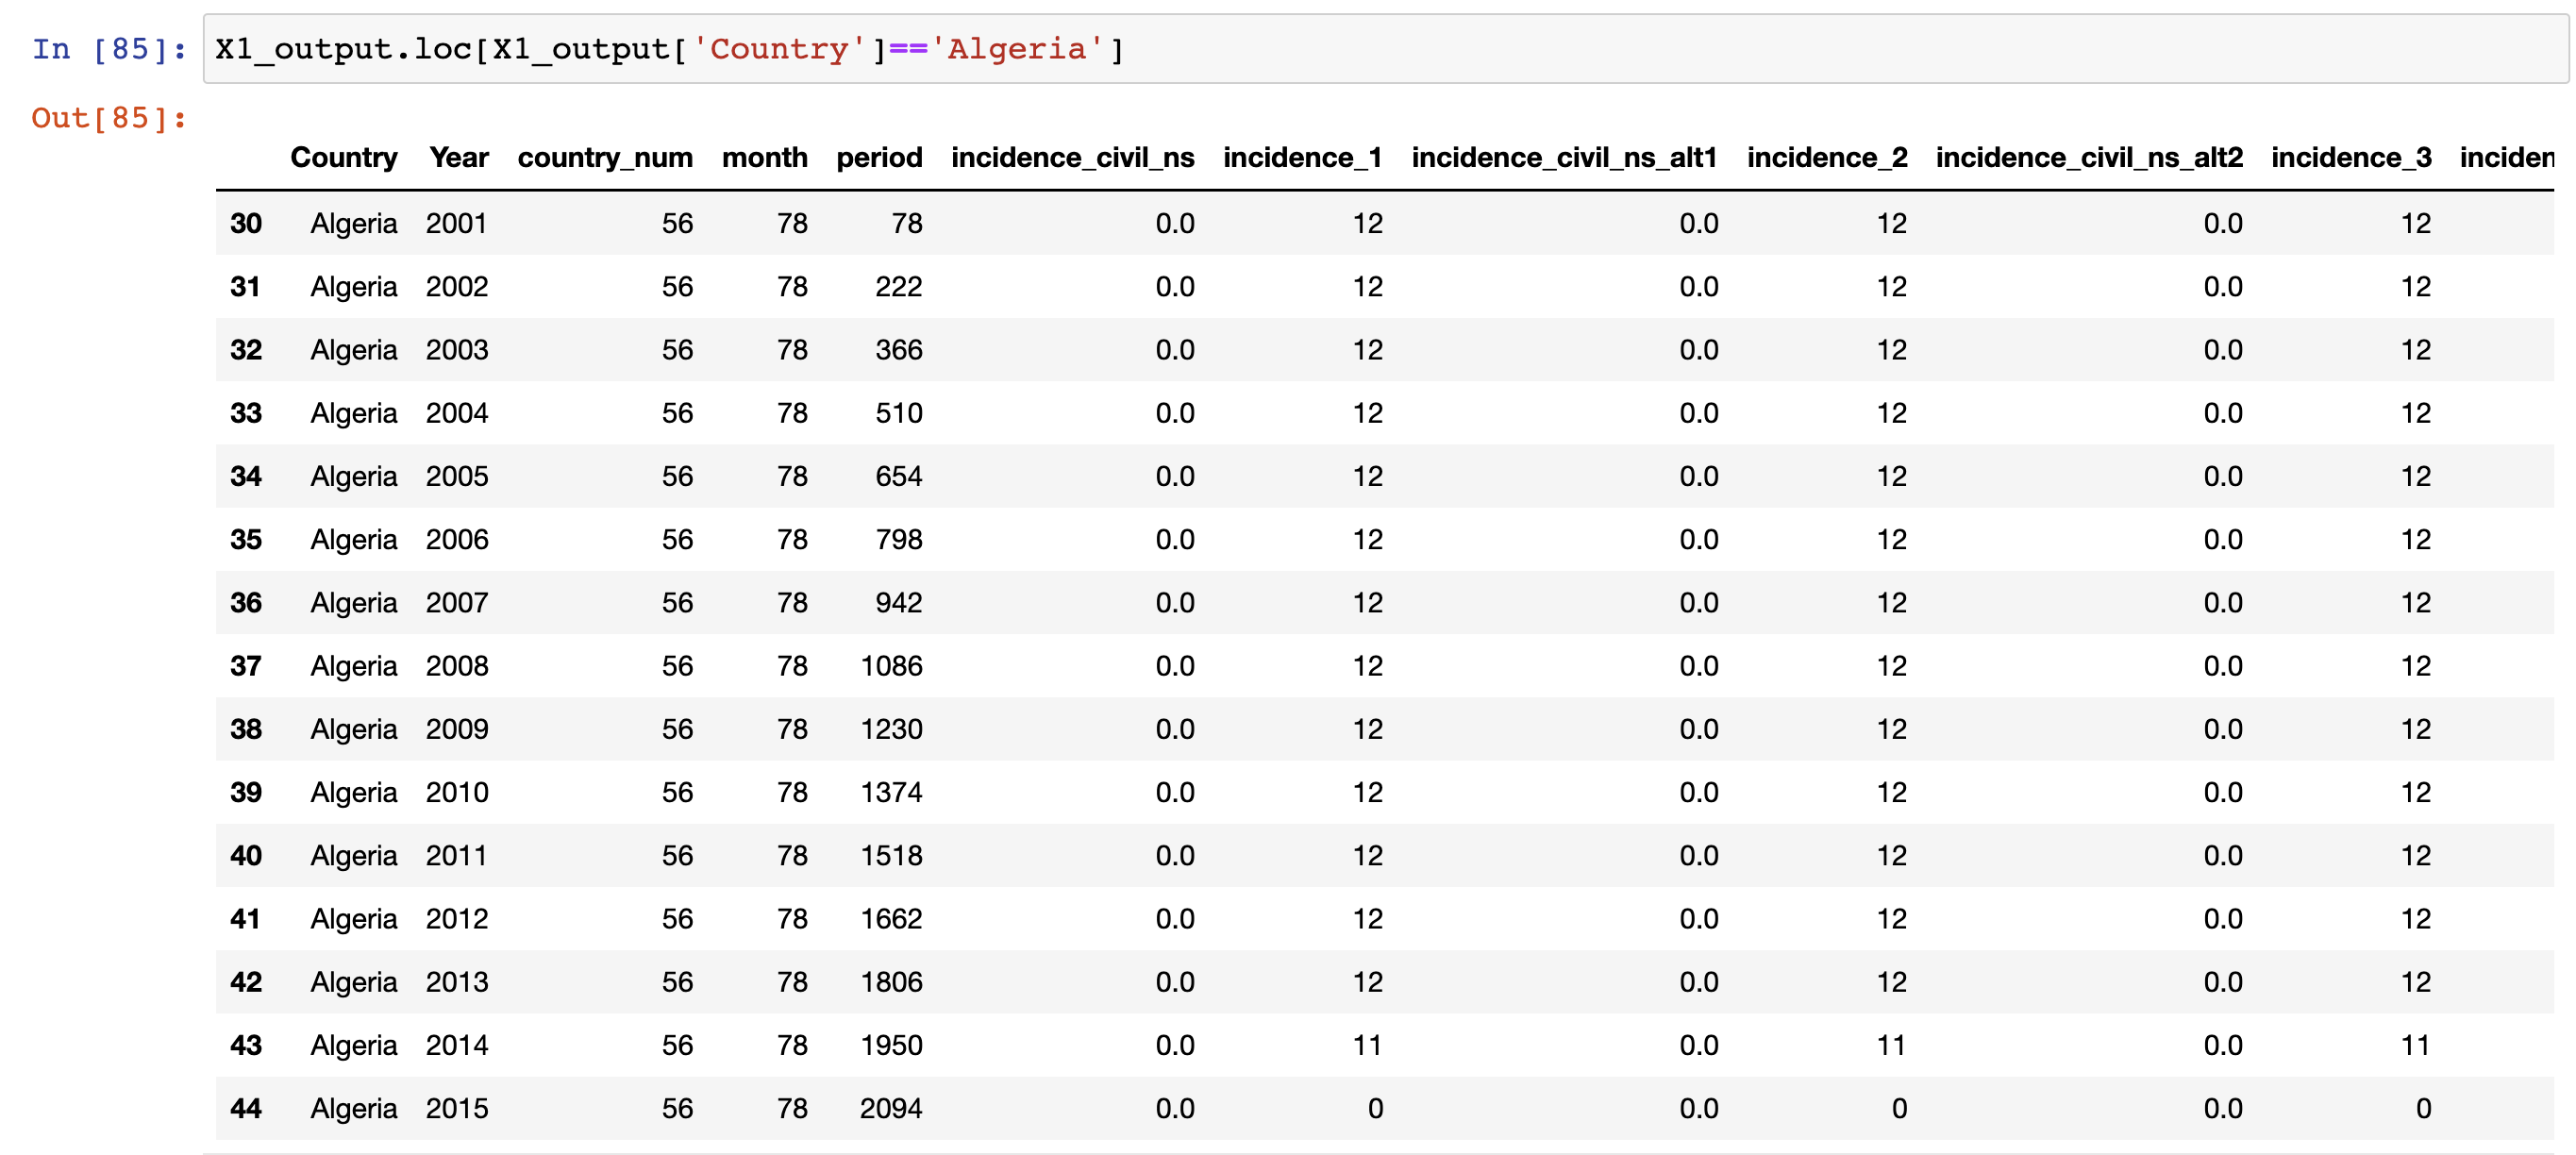 In [85]: X1_output.loc[X1_output['Country']=='Algeria']
Out[85]:
Country Year country_num month period incidence_civil_ns incidence_1 incidence_civil_ns_alt1 incidence_2 incidence_civil_ns_alt2 incidence_3 inciden
30 Algeria 2001 56 78 78 0.0 12 0.0 12 0.0 12
31 Algeria 2002 56 78 222 0.0 12 0.0 12 0.0 12
32 Algeria 2003 56 78 366 0.0 12 0.0 12 0.0 12
33 Algeria 2004 56 78 510 0.0 12 0.0 12 0.0 12
34 Algeria 2005 56 78 654 0.0 12 0.0 12 0.0 12
35 Algeria 2006 56 78 798 0.0 12 0.0 12 0.0 12
36 Algeria 2007 56 78 942 0.0 12 0.0 12 0.0 12
37 Algeria 2008 56 78 1086 0.0 12 0.0 12 0.0 12
38 Algeria 2009 56 78 1230 0.0 12 0.0 12 0.0 12
39 Algeria 2010 56 78 1374 0.0 12 0.0 12 0.0 12
40 Algeria 2011 56 78 1518 0.0 12 0.0 12 0.0 12
41 Algeria 2012 56 78 1662 0.0 12 0.0 12 0.0 12
42 Algeria 2013 56 78 1806 0.0 12 0.0 12 0.0 12
43 Algeria 2014 56 78 1950 0.0 11 0.0 11 0.0 11
44 Algeria 2015 56 78 2094 0.0 0 0.0 0 0.0 0